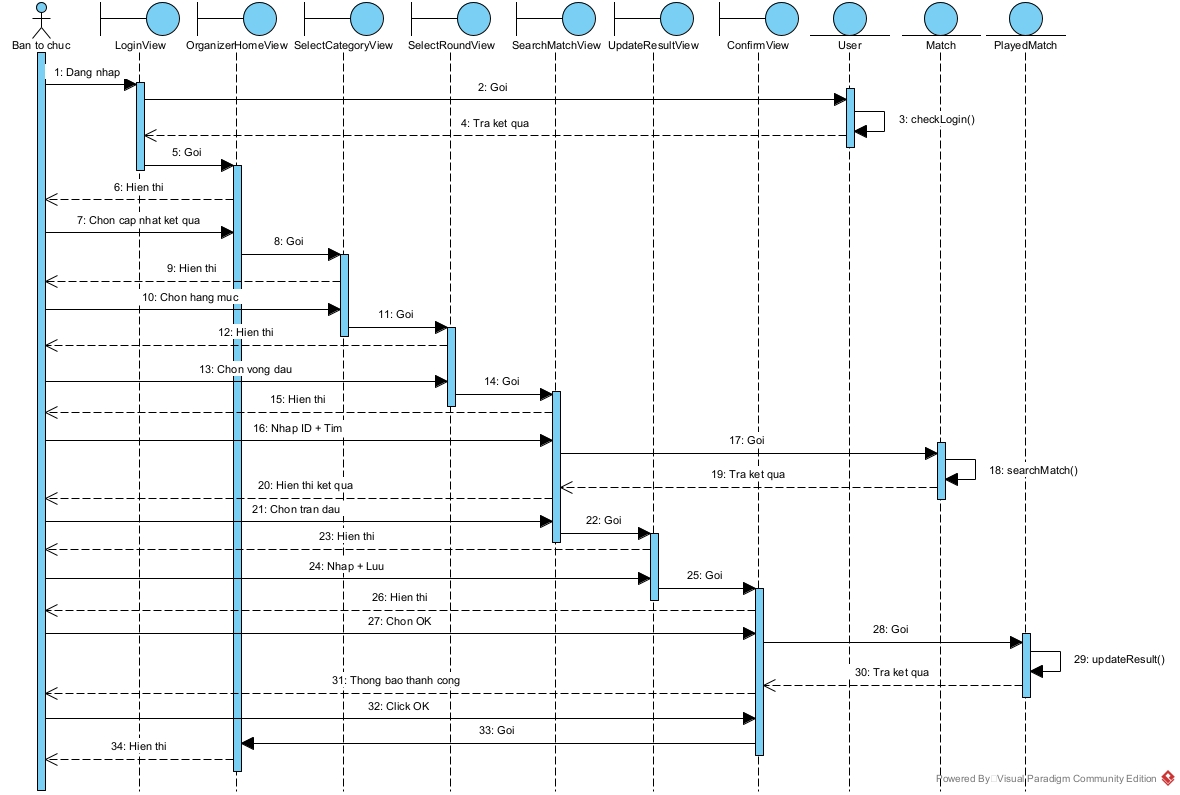 Ban to chuc
LoginView
OrganizerHomeView
SelectCategoryView
SelectRoundView
SearchMatchView
UpdateResultView
ConfirmView
User
Match
PlayedMatch
1: Dang nhap
2: Goi
3: checkLogin()
4: Tra ket qua
5: Goi
6: Hien thi
7: Chon cap nhat ket qua
8: Goi
9: Hien thi
10: Chon hang muc
11: Goi
12: Hien thi
13: Chon vong dau
14: Goi
15: Hien thi
16: Nhap ID + Tim
17: Goi
18: searchMatch()
19: Tra ket qua
20: Hien thi ket qua
21: Chon tran dau
22: Goi
23: Hien thi
24: Nhap + Luu
25: Goi
26: Hien thi
27: Chon OK
28: Goi
29: updateResult()
30: Tra ket qua
31: Thong bao thanh cong
32: Click OK
33: Goi
34: Hien thi
Powered By Visual Paradigm Community Edition